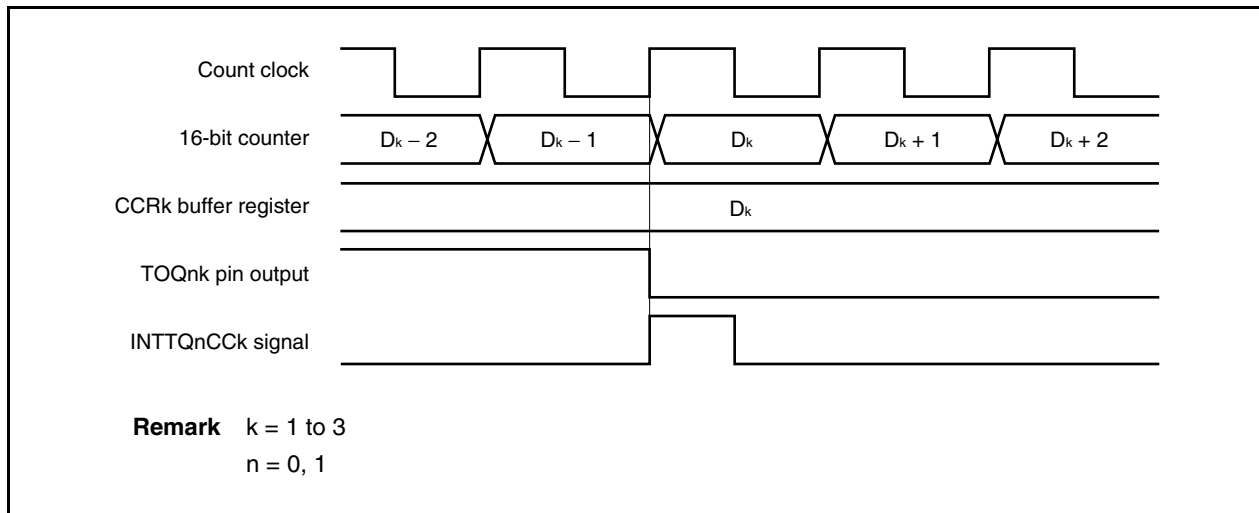 Count clock
16-bit counter
Dk − 2
Dk − 1
Dk
Dk + 1
Dk + 2
CCRk buffer register
Dk
TOQnk pin output
INTTQnCCk signal
Remark k = 1 to 3
n = 0, 1